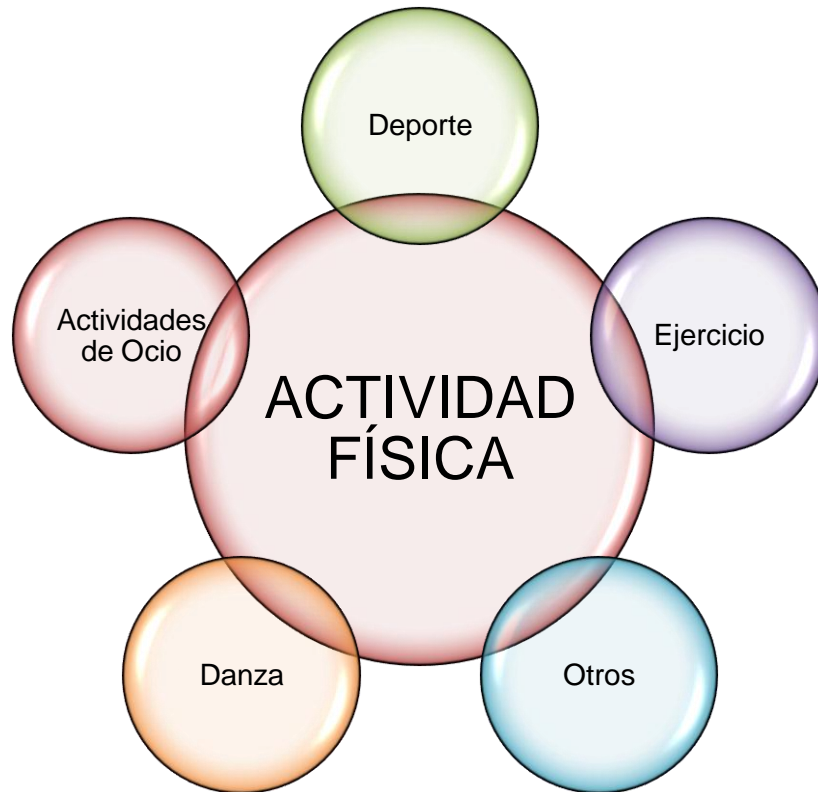 Deporte
Actividades
de Ocio
Ejercicio
ACTIVIDAD
FÍSICA
Danza
Otros